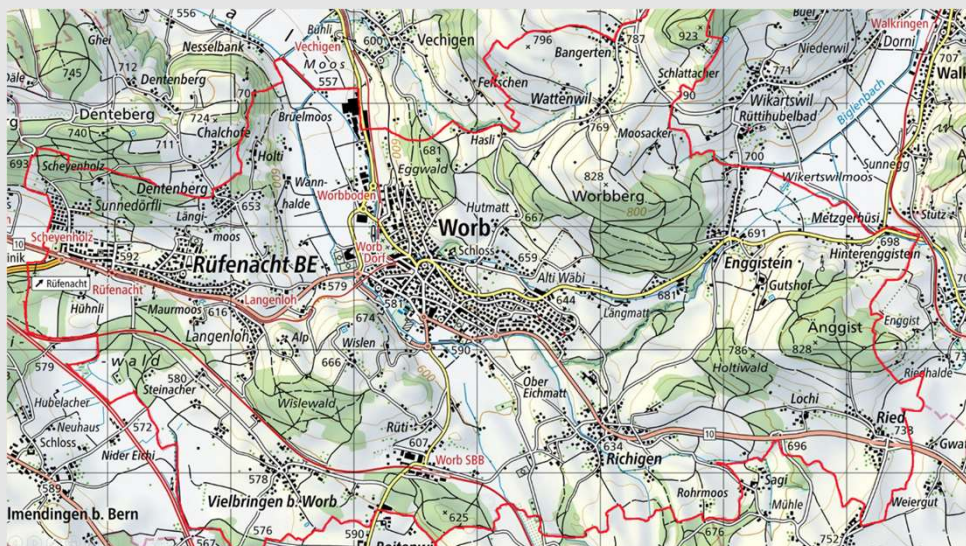 556
Bühli
Ghei
Nesselbank
Vechigen
600
Vechigen
796
Bangerten
787
923
Walkringen
Dorni
Niederwil
745
712
Dentenberg
Moos
557
Feitschen
Schlattacher
771
707
Denteberg
724
Chalchofe
Brüelmoos
Wattenwil
Wikartswil
Rüttihubelbad
Biglenbach
740
711
Hasli
769
Moosacker
693
Scheyenholz
Holti
681
Eggwald
600
700
Sunnegg
Dentenberg
Wann-
halde
828
Worbberg
800
Wikertswilmoos
Sunnedörfli
Längi-
moos
653
Worbboden
Hutmatt
667
Metzgerhüsi
Stutz
Scheyenholz
10
592
Worb
Worb
Dorf
Schloss
659
691
698
Hinterenggistein
Rüfenacht BE
579
Alti Wäbi
Enggistein
Rüfenacht
Rüfenacht
Langenloh
581
644
681
Gutshof
Hühnli
Maurmoos
616
674
Längmatt
Änggist
Enggist
Langenloh
Alp
Wislen
590
828
579
-wald
666
600
786
Holtiwald
580
Steinacher
Wislewald
Ober
Eichmatt
Hubelacher
Lochi
Neuhaus
Schloss
572
Rüti
607
Ried
738
634
10
696
Nider Eichi
Worb SBB
Richigen
578
Sagi
589
Vielbringen b. Worb
Rohrmoos
Mühle
Weiergut
lmendingen b. Bern
576
590
625
676
752
567